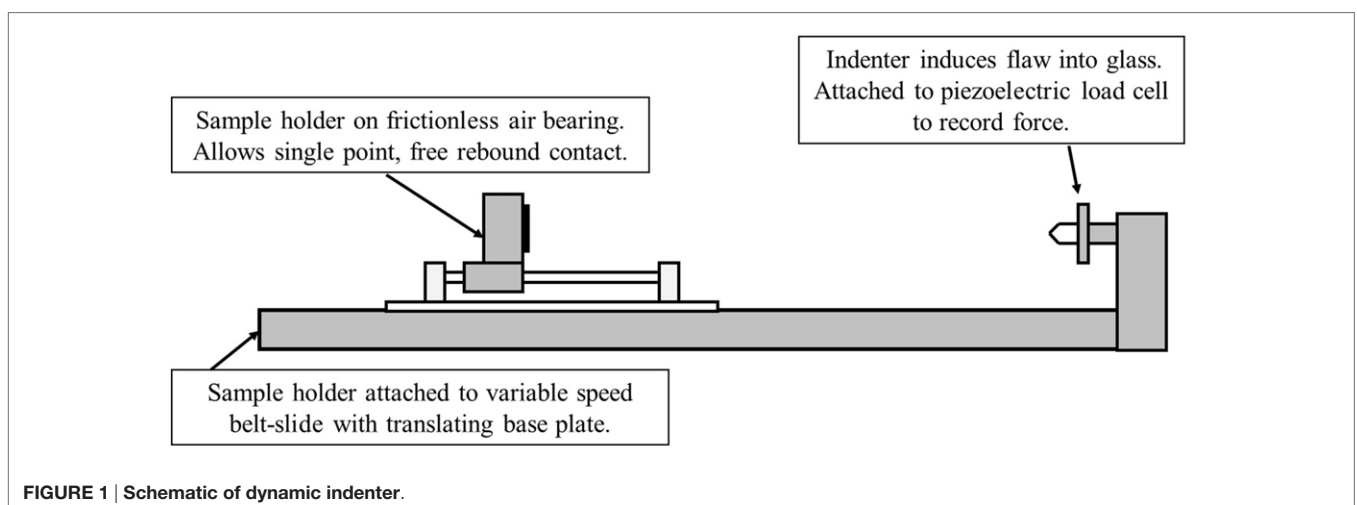 Indenter induces flaw into glass.
Attached to piezoelectric load cell
to record force.
Sample holder on frictionless air bearing.
Allows single point, free rebound contact.
Sample holder attached to variable speed
belt-slide with translating base plate.
FIGURE 1 | Schematic of dynamic indenter.